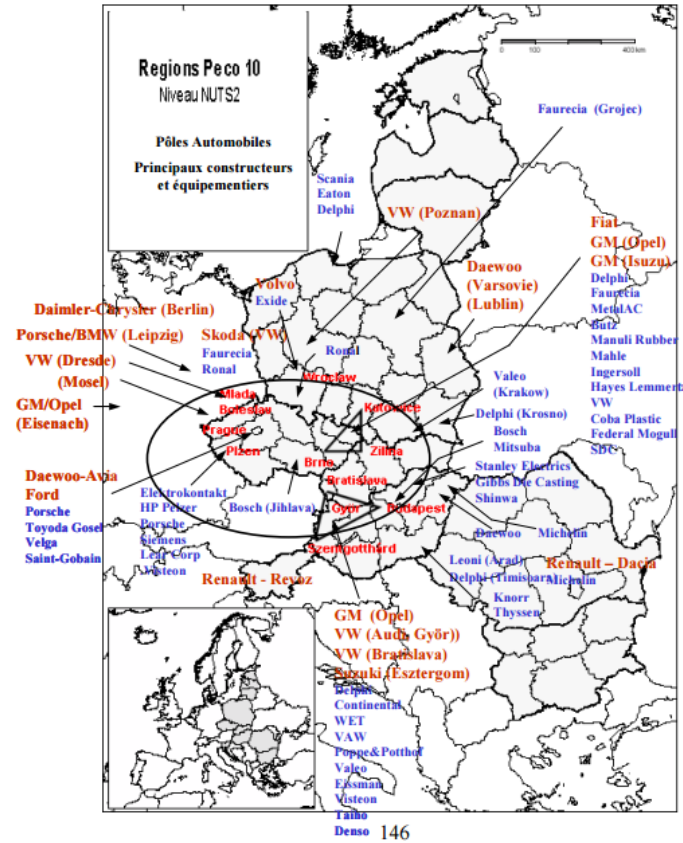 Regions Peco 10
Niveau NUTS2
Pôles Automobiles
Principaux constructeurs
et équipementiers
0 100 400 km
Faurecia (Grojec)
Scania
Eaton
Delphi
VW (Poznan)
Fiat
GM (Opel)
GM (Isuzu)
Delphi
Faurecia
MetalAC
Butz
Manuli Rubber
Mahle
Ingersoll
Hayes Lemmertz
VW
Coba Plastic
Federal Mogull
SDC
Daewoo
(Varsovie)
(Lublin)
Volvo
Exide
Daimler-Chrysler (Berlin)
Porsche/BMW (Leipzig)
Skoda (VW)
Faurecia
Ronal
Ronal
VW (Dresde)
(Mosel)
GM/Opel
(Eisenach)
Wroclaw
Mlada
Boleslav
Prague
Plzen
Katowice
Brno
Zilina
Bratislava
Györ
Budapest
Szentgotthard
Valeo
(Krakow)
Delphi (Krosno)
Bosch
Mitsuba
Stanley Electrics
Gibbs Die Casting
Shinwa
Daewoo
Michelin
Daewoo-Avia
Ford
Porsche
Toyoda Gosei
Velga
Saint-Gobain
Elektrokontakt
HP Pelzer
Porsche
Siemens
Lear Corp
Visteon
Bosch (Jihlava)
Leoni (Arad)
Delphi (Timisoara)
Renault – Dacia
Michelin
Knorr
Thyssen
Renault - Revoz
GM (Opel)
VW (Audi, Györ))
VW (Bratislava)
Suzuki (Esztergom)
Delphi
Continental
WET
VAW
Poppe&Potthof
Valeo
Eissman
Visteon
Taiho
Denso
146